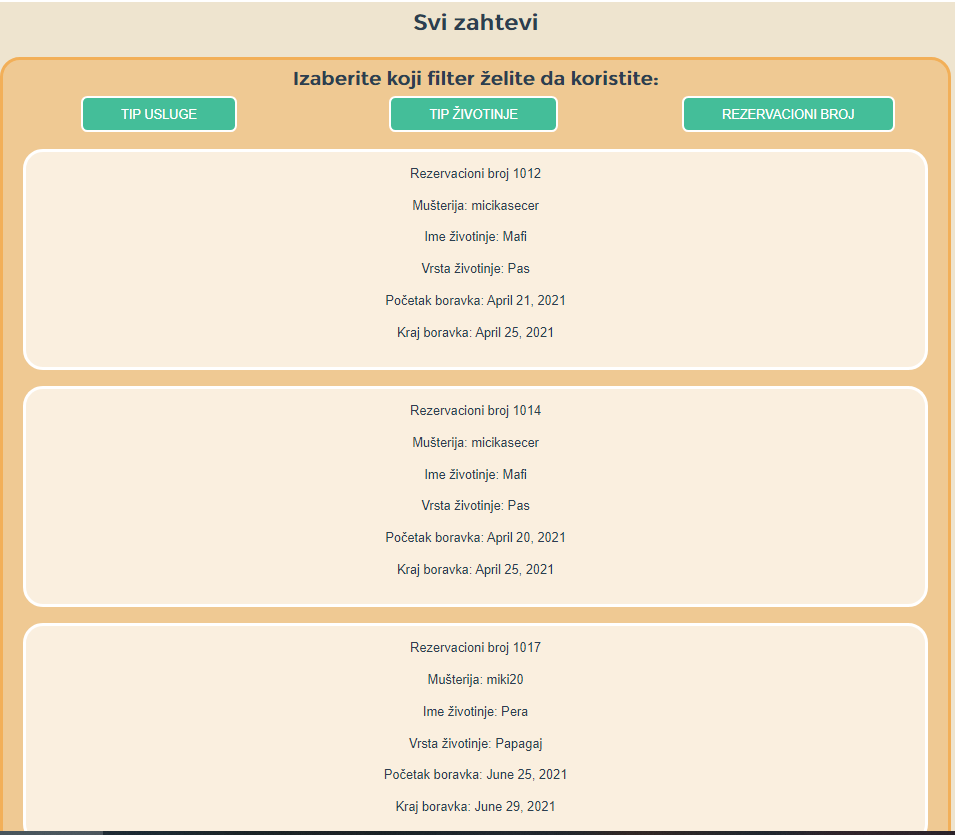 Svi zahtevi
Izaberite koji filter želite da koristite:
TIP USLUGE
TIP ŽIVOTINJE
REZERVACIONI BROJ
Rezervacioni broj 1012
Mušterija: micikasecer
Ime životinje: Mafi
Vrsta životinje: Pas
Početak boravka: April 21, 2021
Kraj boravka: April 25, 2021
Rezervacioni broj 1014
Mušterija: micikasecer
Ime životinje: Mafi
Vrsta životinje: Pas
Početak boravka: April 20, 2021
Kraj boravka: April 25, 2021
Rezervacioni broj 1017
Mušterija: miki20
Ime životinje: Pera
Vrsta životinje: Papagaj
Početak boravka: June 25, 2021
Kraj boravka: June 29, 2021